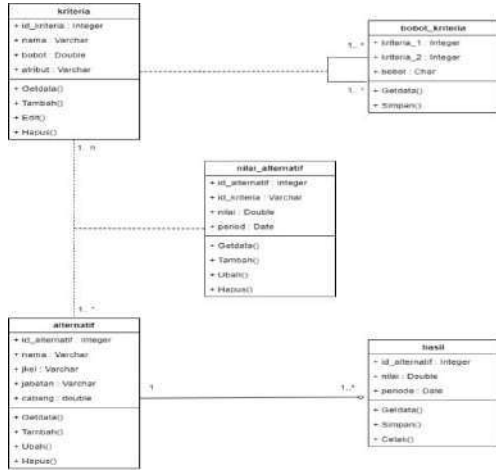 kriteria
+ id_kriteria : Integer
+ nama : Varchar
+ bobot : Double
+ atribut : Varchar
+ Getdata()
+ Tambah()
+ Edit()
+ Hapus()
bobot_kriteria
+ kriteria_1 : Integer
+ kriteria_2 : Integer
+ bobot : Char
+ Getdata()
+ Simpan()
1..*
1..*
1..n
nilai_alternatif
+ id_alternatif : Integer
+ id_kriteria : Varchar
+ nilai : Double
+ period : Date
+ Getdata()
+ Tambah()
+ Ubah()
+ Hapus()
1..*
alternatif
+ id_alternatif : Integer
+ nama : Varchar
+ jkel : Varchar
+ jabatan : Varchar
+ cabang : double
+ Getdata()
+ Tambah()
+ Ubah()
+ Hapus()
1
1..*
hasil
+ id_alternatif : Integer
+ nilai : Double
+ periode : Date
+ Getdata()
+ Simpan()
+ Cetak()